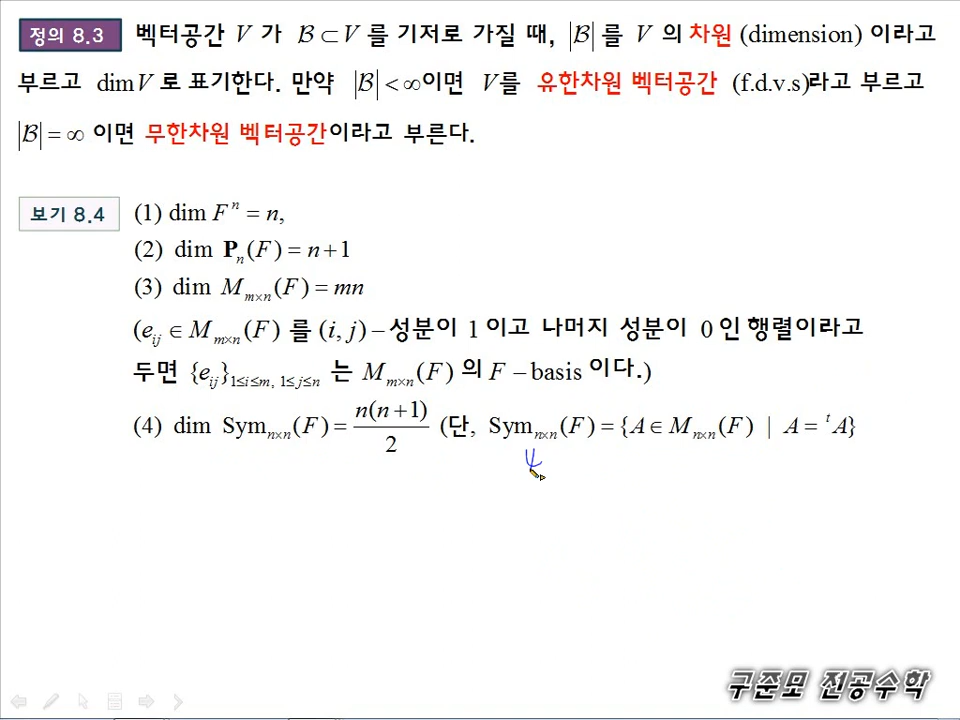 정의 8.3 벡터공간 V 가 ℬ ⊂ V 를 기저로 가질 때, |ℬ| 를 V 의 차원 (dimension) 이라고
부르고 dim V 로 표기한다. 만약 |ℬ| < ∞이면 V를 유한차원 벡터공간 (f.d.v.s)라고 부르고
|ℬ| = ∞ 이면 무한차원 벡터공간이라고 부른다.
보기 8.4 (1) dim Fⁿ = n,
(2) dim Pₙ(F) = n+1
(3) dim M_{m×n}(F) = mn
(e_{ij} ∈ M_{m×n}(F) 를 (i, j) – 성분이 1 이고 나머지 성분이 0 인 행렬이라고
두면 {e_{ij}}_{1≤i≤m, 1≤j≤n} 는 M_{m×n}(F) 의 F – basis 이다.)
(4) dim Sym_{n×n}(F) = n(n+1)/2 (단, Sym_{n×n}(F) = {A ∈ M_{n×n}(F) | A = ᵗA}
구준모 전공수학